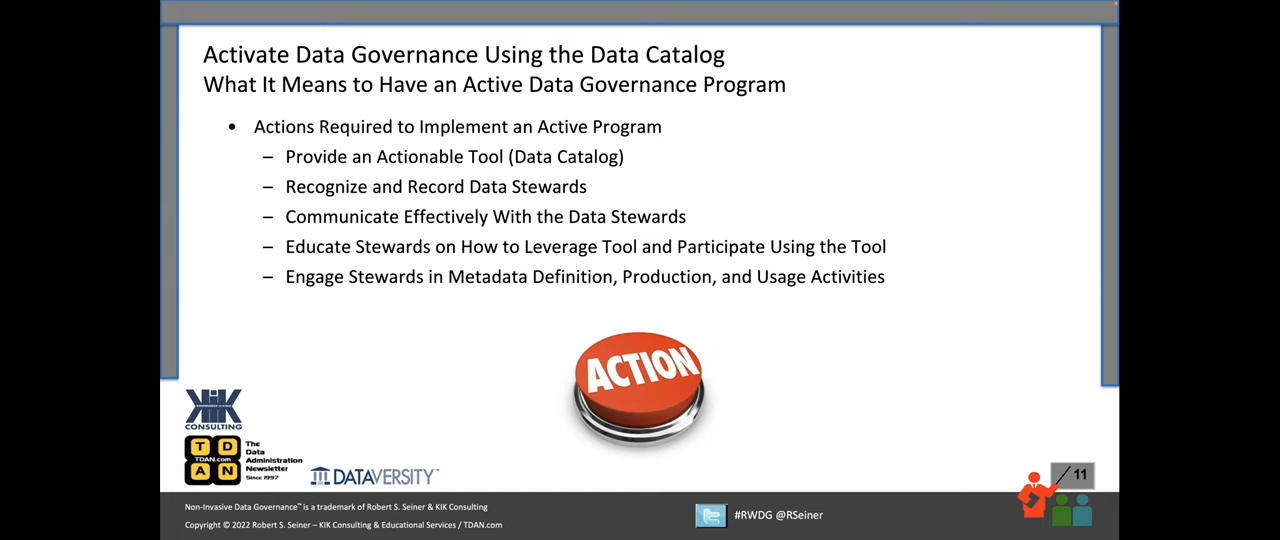 Activate Data Governance Using the Data Catalog
What It Means to Have an Active Data Governance Program
• Actions Required to Implement an Active Program
– Provide an Actionable Tool (Data Catalog)
– Recognize and Record Data Stewards
– Communicate Effectively With the Data Stewards
– Educate Stewards on How to Leverage Tool and Participate Using the Tool
– Engage Stewards in Metadata Definition, Production, and Usage Activities
ACTION
KIK
CONSULTING
T D
TDAN.com
A N
The
Data
Administration
Newsletter
Since 1997
DATAVERSITY™
11
Non-Invasive Data Governance™ is a trademark of Robert S. Seiner & KIK Consulting
Copyright © 2022 Robert S. Seiner – KIK Consulting & Educational Services / TDAN.com
#RWDG @RSeiner